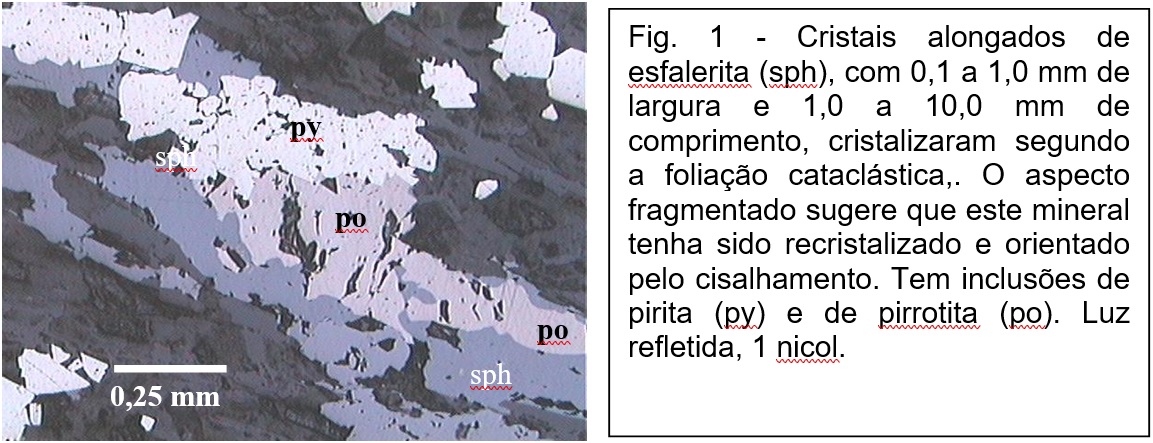 py
sph
po
po
sph
0,25 mm
Fig. 1 - Cristais alongados de
esfalerita (sph), com 0,1 a 1,0 mm de
largura e 1,0 a 10,0 mm de
comprimento, cristalizaram segundo
a foliação cataclástica,. O aspecto
fragmentado sugere que este mineral
tenha sido recristalizado e orientado
pelo cisalhamento. Tem inclusões de
pirita (py) e de pirrotita (po). Luz
refletida, 1 nicol.